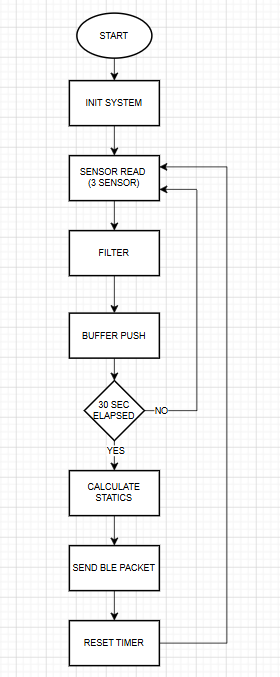 START
INIT SYSTEM
SENSOR READ
(3 SENSOR)
FILTER
BUFFER PUSH
30 SEC
ELAPSED
NO
YES
CALCULATE
STATICS
SEND BLE PACKET
RESET TIMER